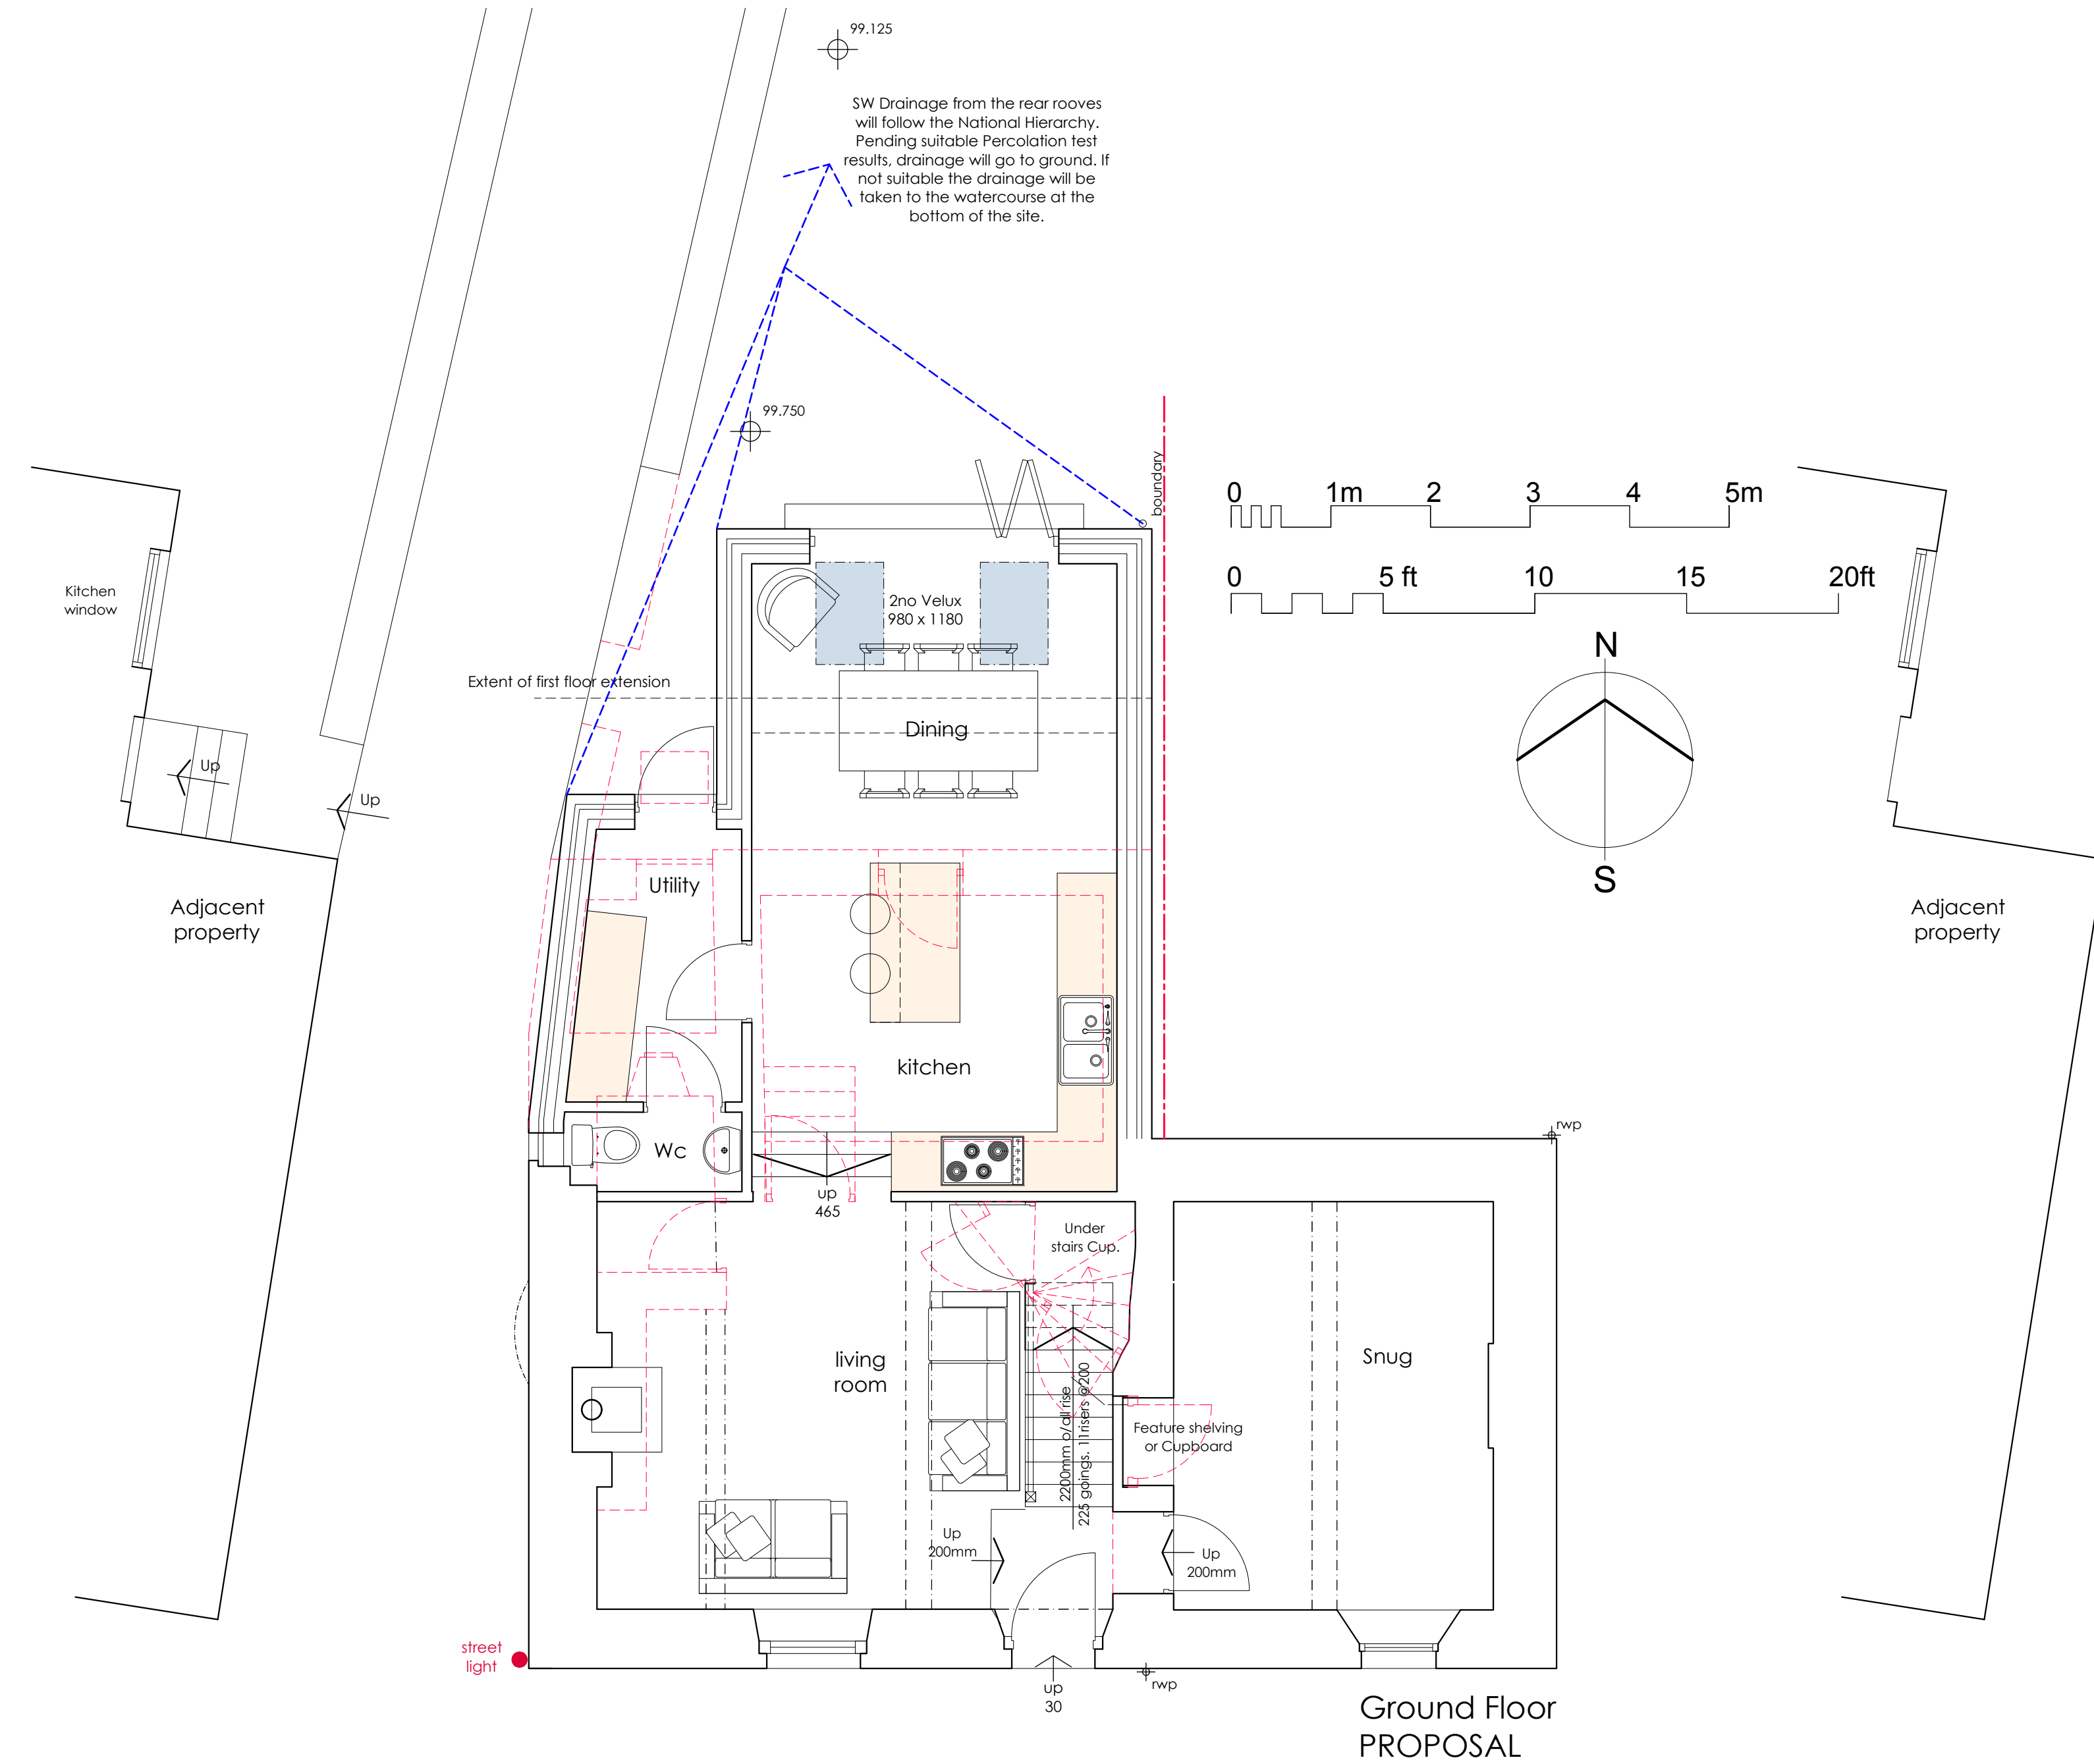 99.125
SW Drainage from the rear rooves
will follow the National Hierarchy.
Pending suitable Percolation test
results, drainage will go to ground. If
not suitable the drainage will be
taken to the watercourse at the
bottom of the site.
99.750
boundary
0 1m 2 3 4 5m
0 5 ft 10 15 20ft
N
S
Kitchen
window
2no Velux
980 x 1180
Extent of first floor extension
Dining
Up
Up
Adjacent
property
Utility
Adjacent
property
kitchen
rwp
Wc
up
465
Under
stairs Cup.
living
room
Snug
2200mm o/all rise
225 goings. 11risers @200
Feature shelving
or Cupboard
Up
200mm
Up
200mm
street
light
up
30
rwp
Ground Floor
PROPOSAL